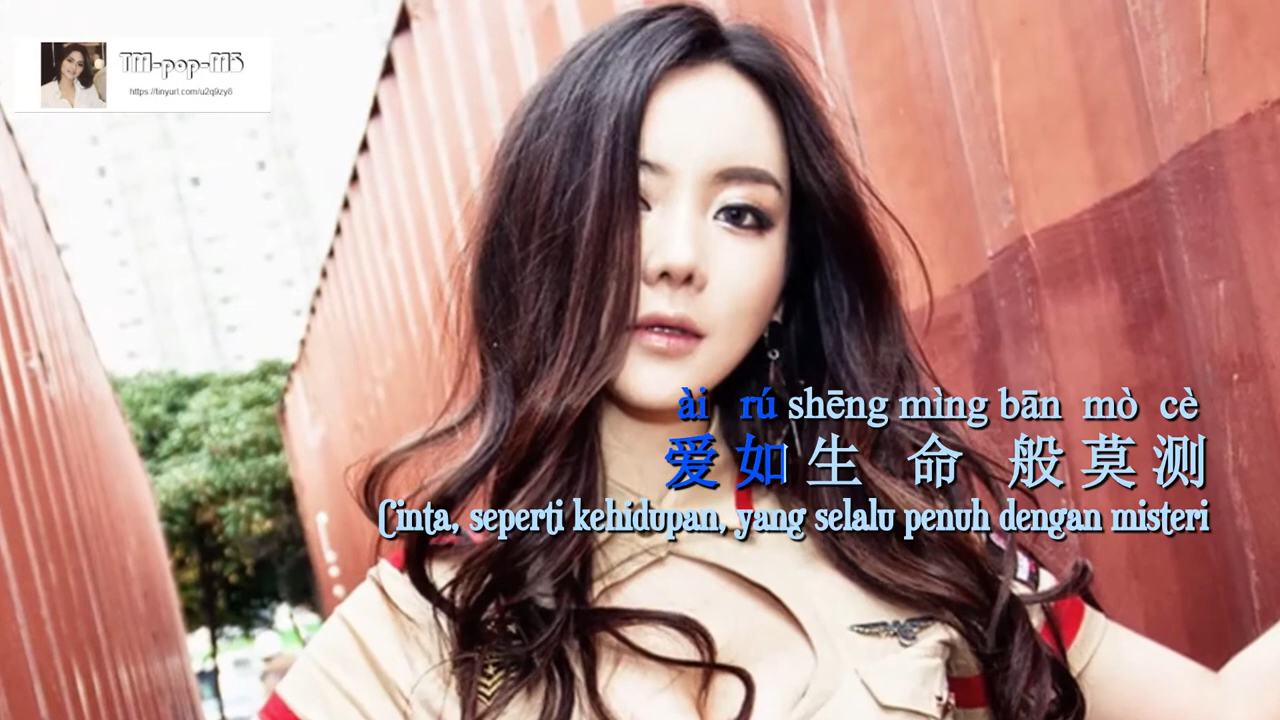 TM-pop-M3
https://tinyurl.com/u2q9zy8
ài rú shēng mìng bān mò cè
爱如生命般莫测
Cinta, seperti kehidupan, yang selalu penuh dengan misteri